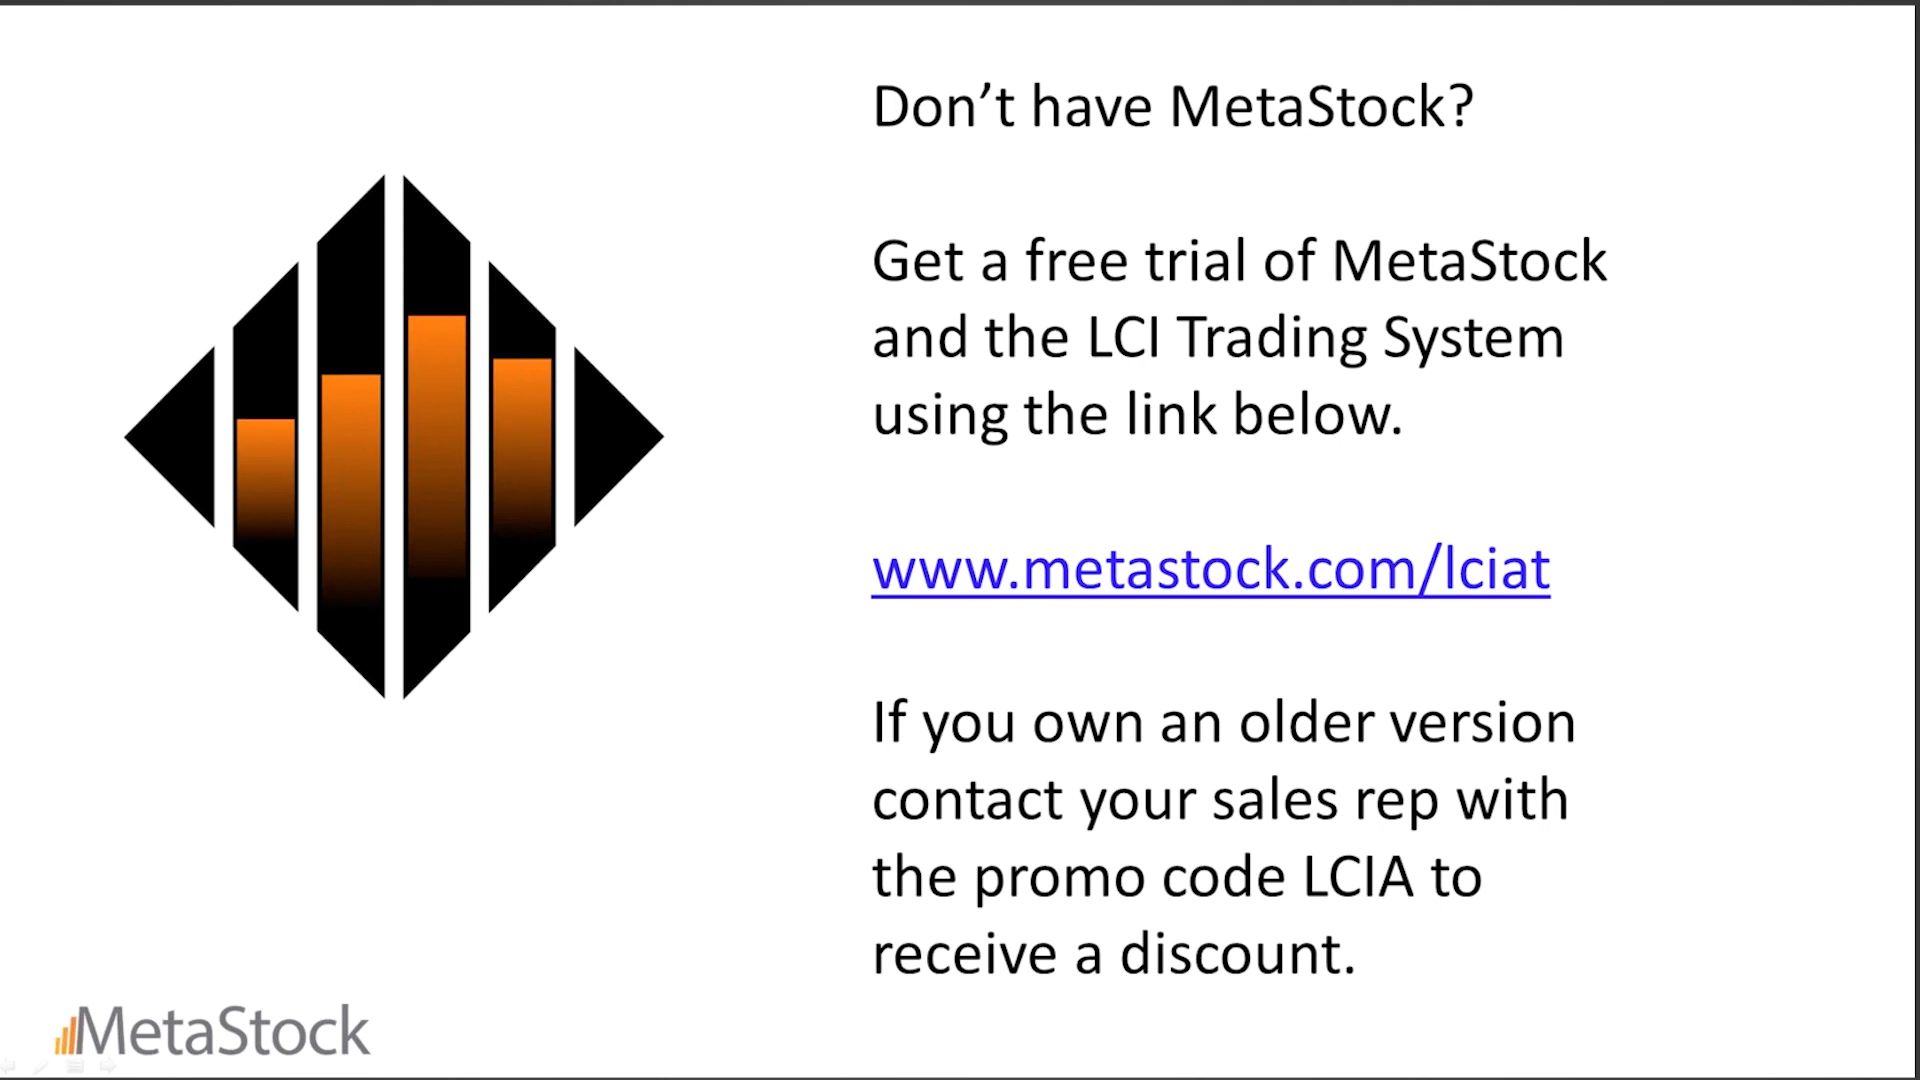 Don’t have MetaStock?
Get a free trial of MetaStock
and the LCI Trading System
using the link below.
www.metastock.com/lciat
If you own an older version
contact your sales rep with
the promo code LCIA to
receive a discount.
MetaStock